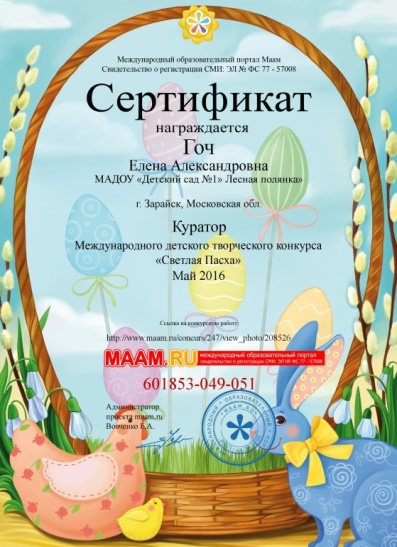 Международный образовательный портал Маам
Свидетельство о регистрации СМИ: ЭЛ № ФС 77 - 57008
Сертификат
награждается
Гоч
Елена Александровна
МАДОУ «Детский сад №1» Лесная полянка»
г. Зарайск, Московская обл.
Куратор
Международного детского творческого конкурса
«Светлая Пасха»
Май 2016
Ссылка на конкурсную работу:
http://www.maam.ru/concurs/247/view_photo/208526
MAAM.RU
международный образовательный портал
свидетельство о регистрации СМИ: ЭЛ № ФС 77 - 57008
601853-049-051
Администратор
проекта maam.ru
Вовченко Е.А.